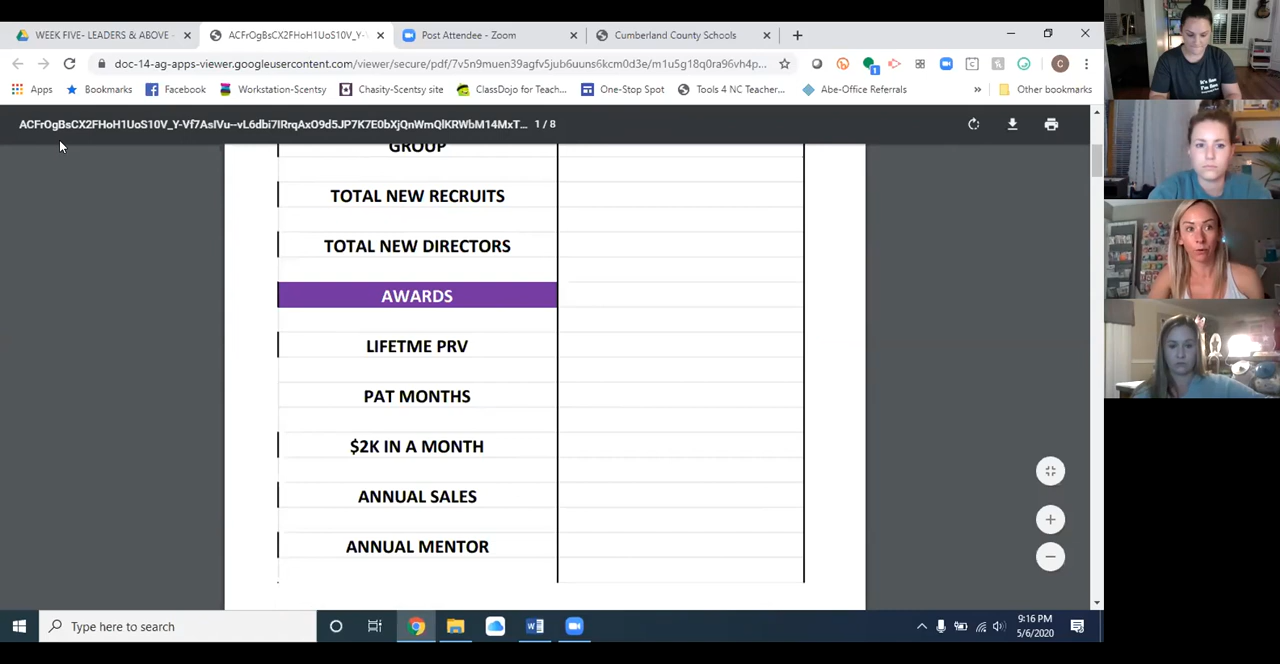 WEEK FIVE- LEADERS & ABOVE -
ACFrOgBsCX2FHoH1UoS10V_Y-V
Post Attendee - Zoom
Cumberland County Schools
doc-14-ag-apps-viewer.googleusercontent.com/viewer/secure/pdf/7v5n9muen39agfv5jub6uuns6kcm0d3e/m1u5g18q0ra96vh4p...
C
Apps
Bookmarks
Facebook
Workstation-Scentsy
Chasity-Scentsy site
ClassDojo for Teach...
One-Stop Spot
Tools 4 NC Teacher...
Abe-Office Referrals
»
Other bookmarks
1 / 8
GROUP
TOTAL NEW RECRUITS
TOTAL NEW DIRECTORS
AWARDS
LIFETME PRV
PAT MONTHS
$2K IN A MONTH
ANNUAL SALES
ANNUAL MENTOR
Type here to search
9:16 PM
5/6/2020